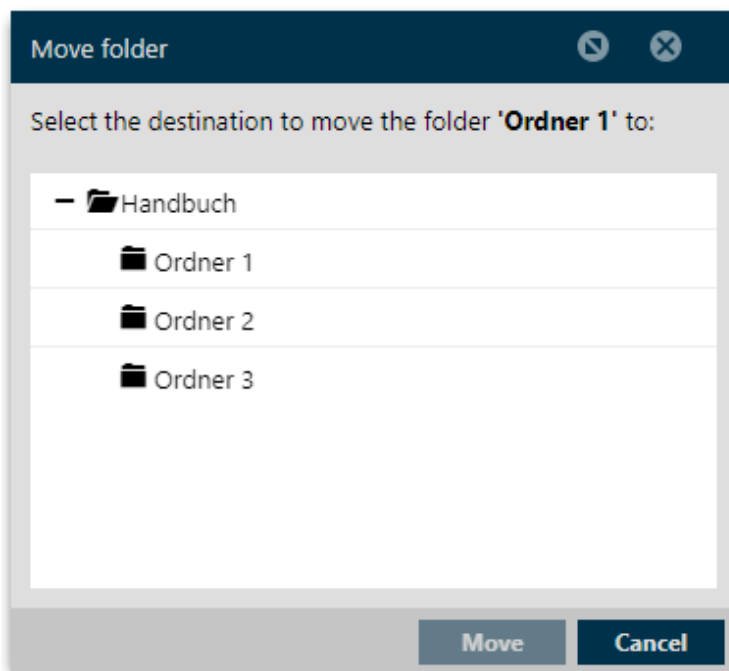 Move folder
Select the destination to move the folder 'Ordner 1' to:
Handbuch
Ordner 1
Ordner 2
Ordner 3
Move Cancel